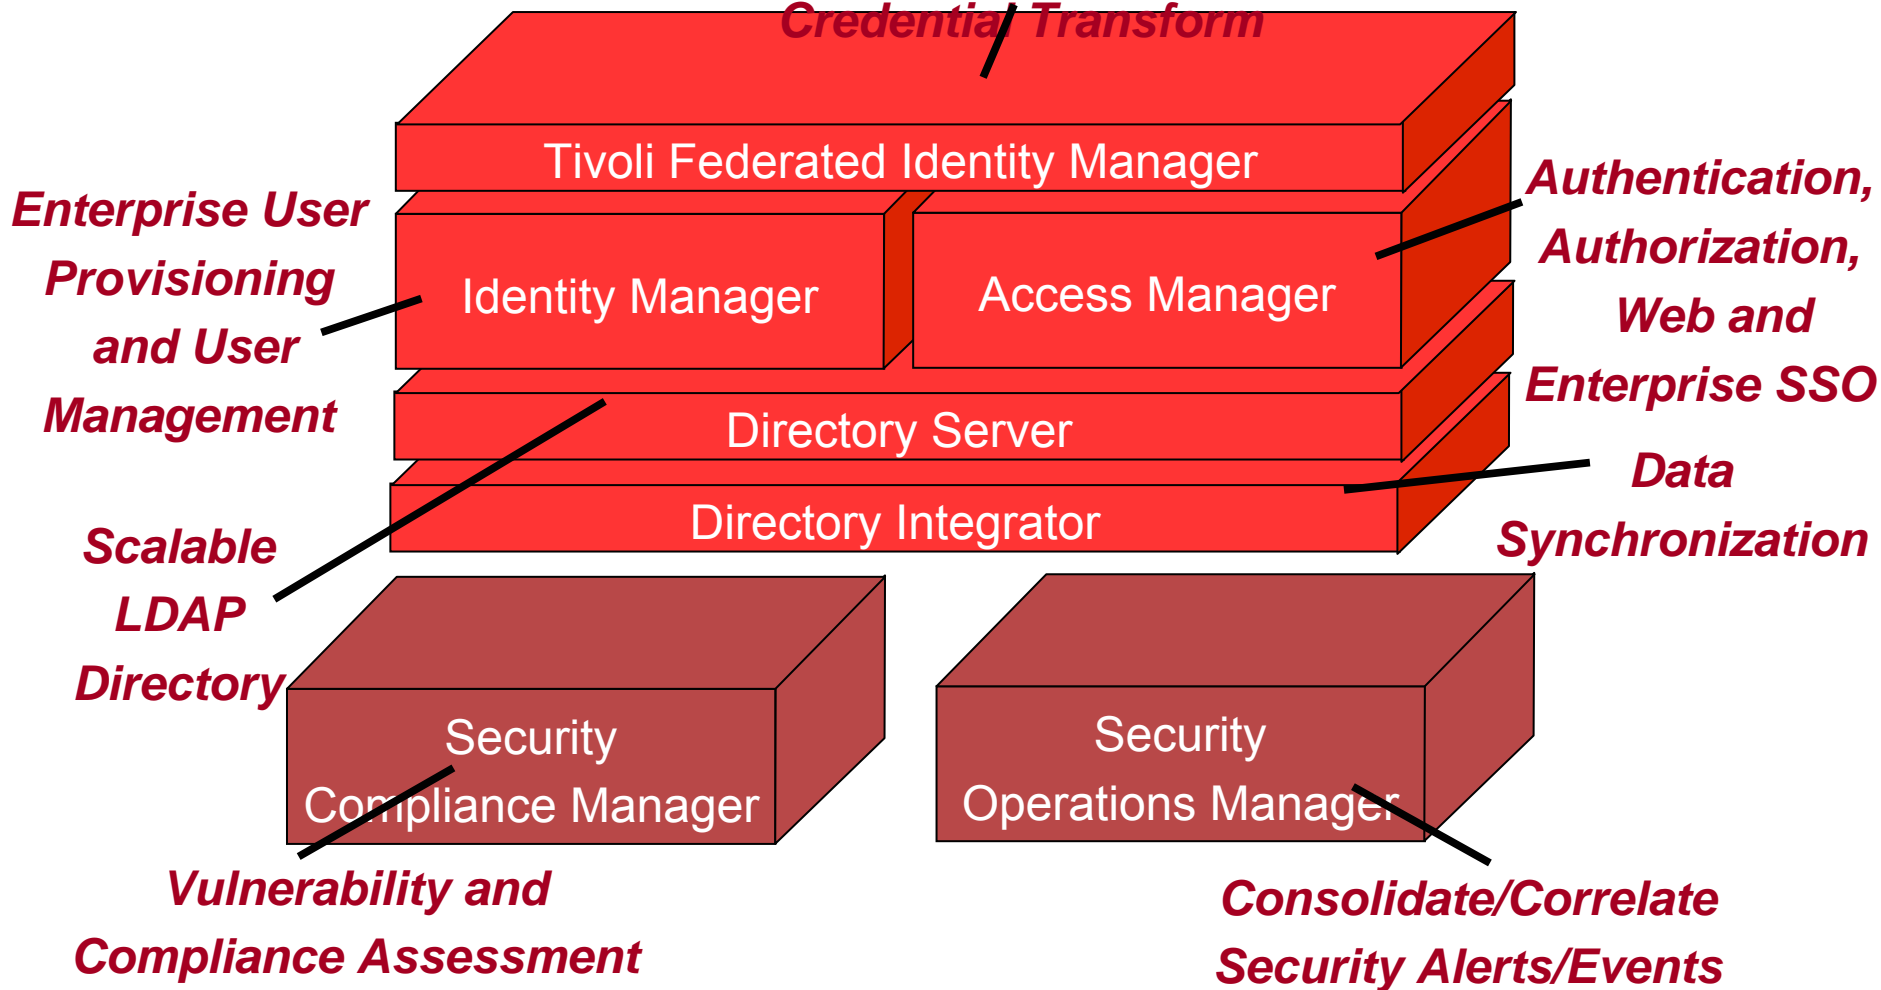 Credential Transform
Tivoli Federated Identity Manager
Enterprise User
Provisioning
and User
Management
Identity Manager
Access Manager
Authentication,
Authorization,
Web and
Enterprise SSO
Directory Server
Directory Integrator
Data
Synchronization
Scalable
LDAP
Directory
Security
Compliance Manager
Security
Operations Manager
Vulnerability and
Compliance Assessment
Consolidate/Correlate
Security Alerts/Events